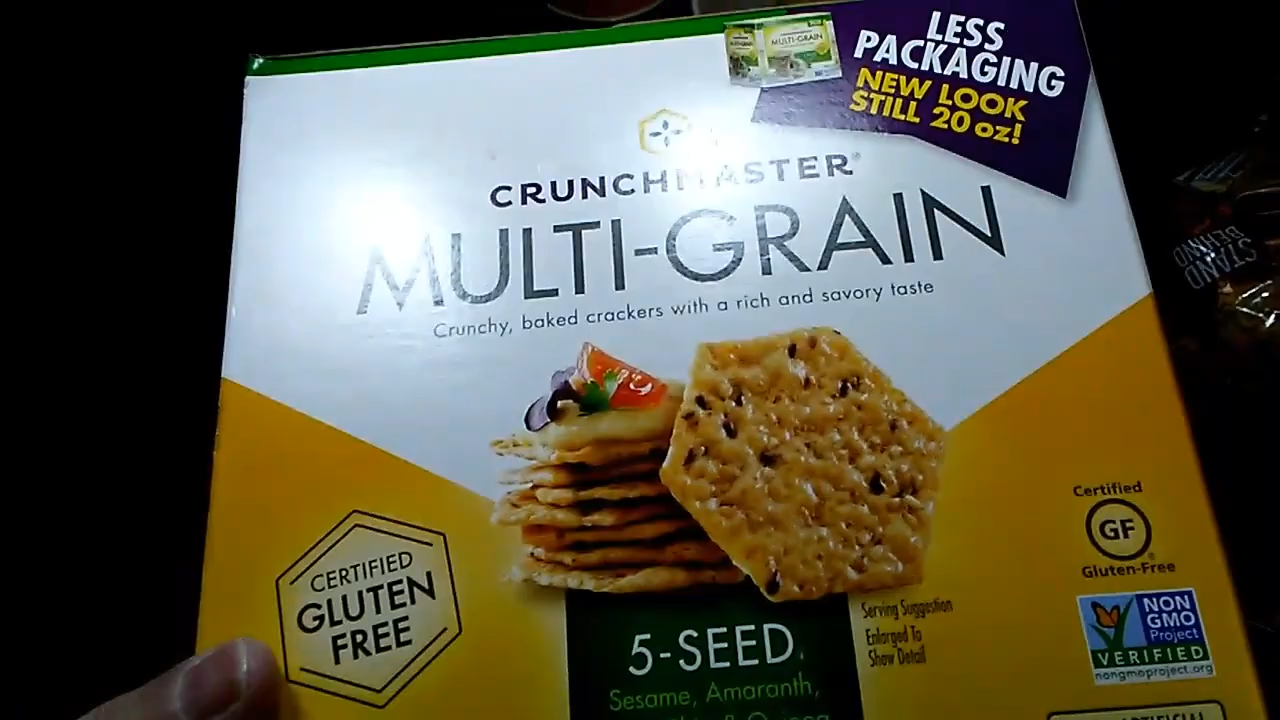 LESS
PACKAGING
NEW LOOK
STILL 20 oz!
MULTI-GRAIN
CRUNCHMASTER®
MULTI-GRAIN
Crunchy, baked crackers with a rich and savory taste
STAND
BEHIND
CERTIFIED
GLUTEN
FREE
Certified
GF
Gluten-Free
Serving Suggestion
Enlarged To
Show Detail
NON
GMO
Project
VERIFIED
nongmoproject.org
5-SEED
Sesame, Amaranth,